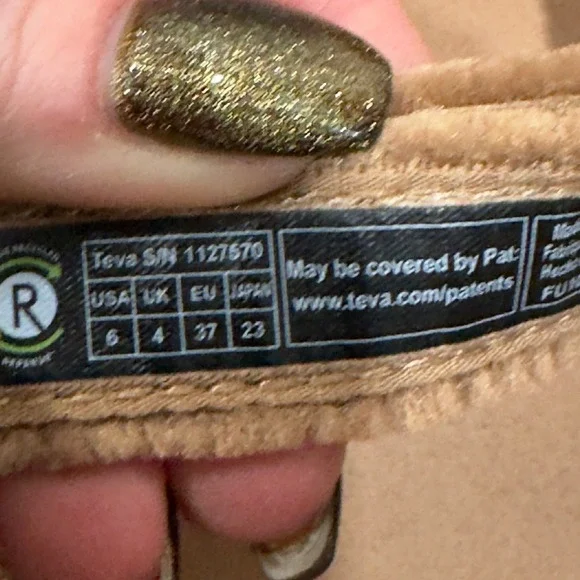 R
Teva S/N 1127570
USA UK EU JAPAN
6 4 37 23
May be covered by Pat:
www.teva.com/patents
FUN